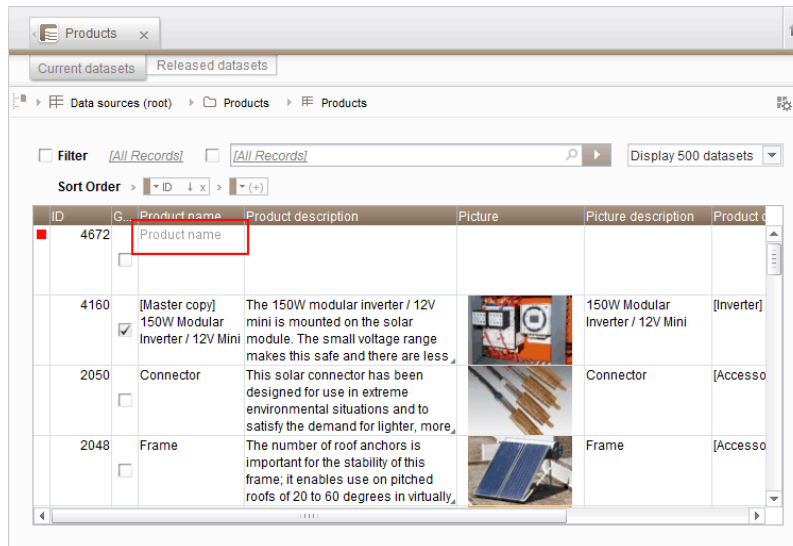 Products x
Current datasets Released datasets
Data sources (root) Products Products
Filter [All Records] [All Records] Display 500 datasets
Sort Order > ID ↓ x > (+)
ID G... Product name Product description Picture Picture description Product
4672 Product name
4160 [Master copy] The 150W modular inverter / 12V 150W Modular [Inverter]
150W Modular mini is mounted on the solar Inverter / 12V Mini
Inverter / 12V Mini module. The small voltage range
makes this safe and there are less
2050 Connector This solar connector has been Connector [Accesso
designed for use in extreme
environmental situations and to
satisfy the demand for lighter, more
2048 Frame The number of roof anchors is Frame [Accesso
important for the stability of this
frame; it enables use on pitched
roofs of 20 to 60 degrees in virtually